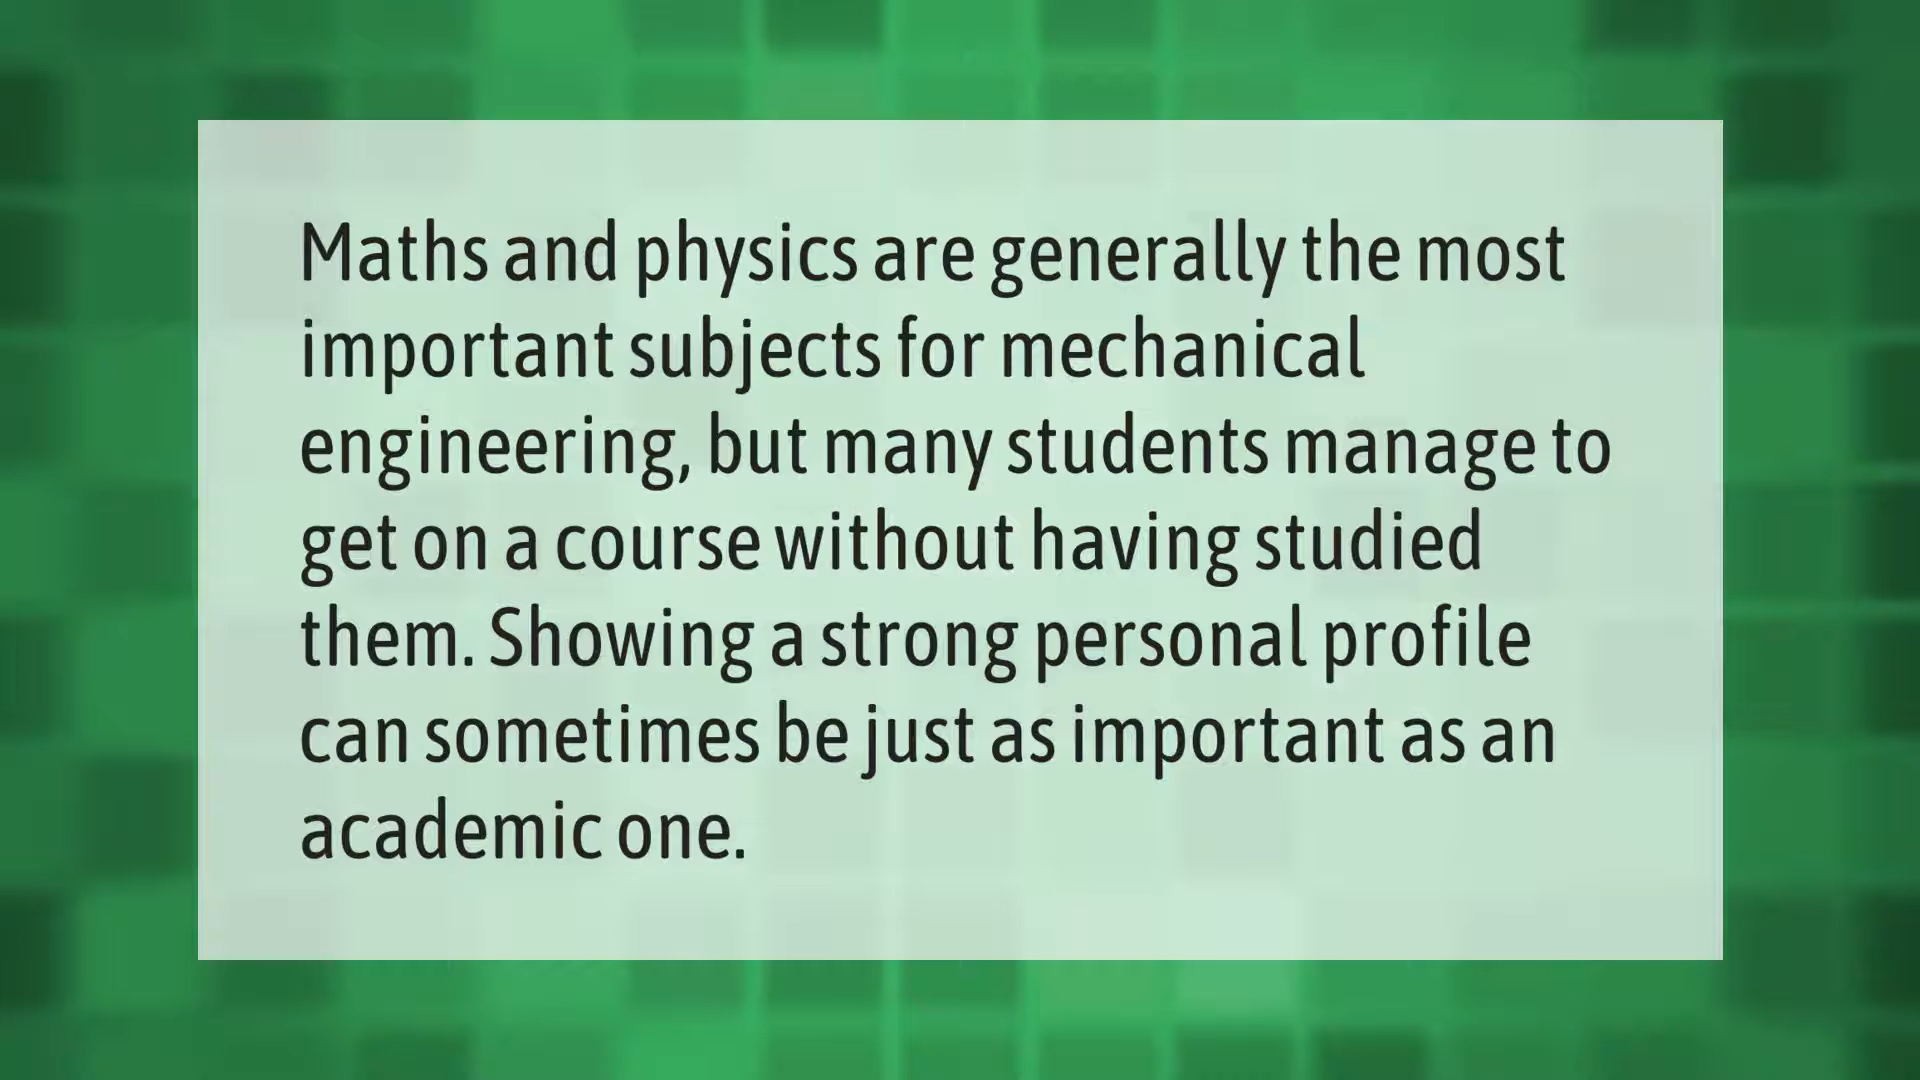 Maths and physics are generally the most
important subjects for mechanical
engineering, but many students manage to
get on a course without having studied
them. Showing a strong personal profile
can sometimes be just as important as an
academic one.